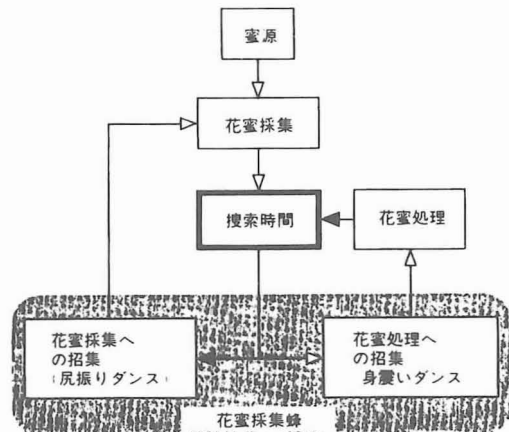 蜜源
花蜜採集
捜索時間
花蜜処理
花蜜採集へ
の招集
(尻振りダンス)
花蜜処理へ
の招集
身震いダンス
花蜜採集蜂